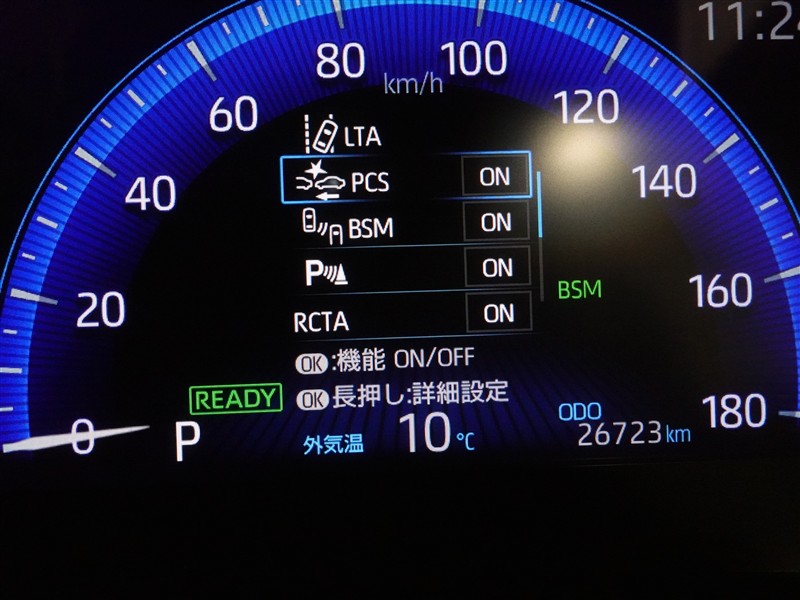 11:24
km/h
0
20
40
60
80
100
120
140
160
180
LTA
PCS ON
BSM ON
P ON
RCTA ON
OK:機能 ON/OFF
OK長押し:詳細設定
BSM
READY
P
外気温 10℃
ODO
26723km